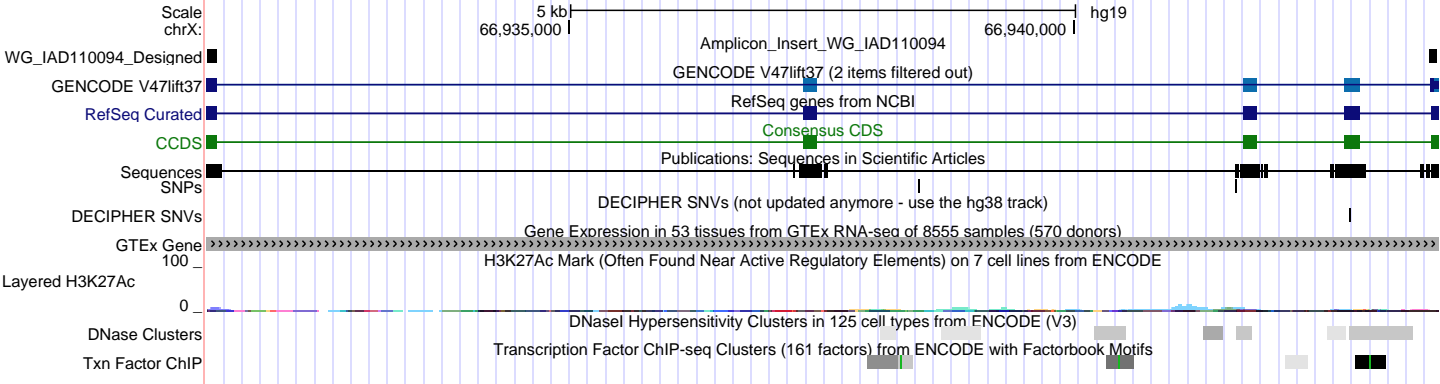 Scale 5 kb hg19
chrX: 66,935,000 66,940,000
Amplicon_Insert_WG_IAD110094
WG_IAD110094_Designed
GENCODE V47lift37 (2 items filtered out)
GENCODE V47lift37
RefSeq genes from NCBI
RefSeq Curated
Consensus CDS
CCDS
Publications: Sequences in Scientific Articles
Sequences
SNPs
DECIPHER SNVs (not updated anymore - use the hg38 track)
DECIPHER SNVs
Gene Expression in 53 tissues from GTEx RNA-seq of 8555 samples (570 donors)
GTEx Gene
H3K27Ac Mark (Often Found Near Active Regulatory Elements) on 7 cell lines from ENCODE
100 _
Layered H3K27Ac
0 _
DNaseI Hypersensitivity Clusters in 125 cell types from ENCODE (V3)
DNase Clusters
Transcription Factor ChIP-seq Clusters (161 factors) from ENCODE with Factorbook Motifs
Txn Factor ChIP